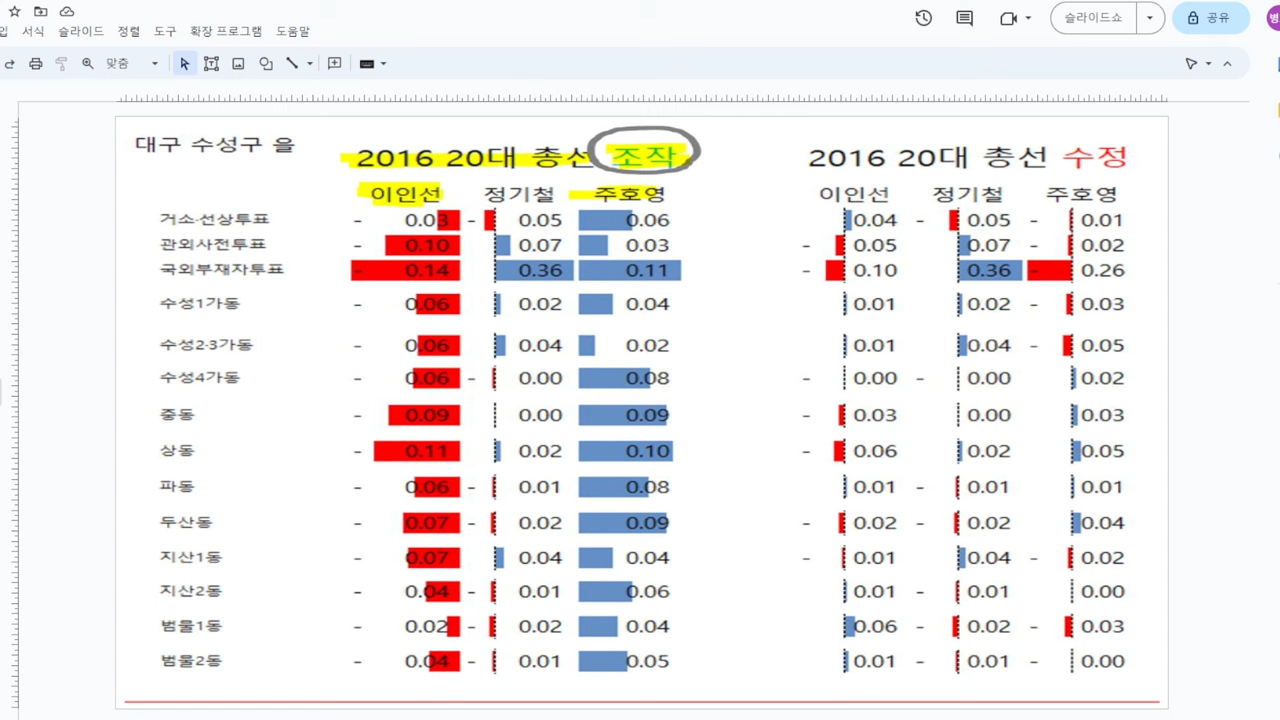 입 서식 슬라이드 정렬 도구 확장 프로그램 도움말
슬라이드쇼 공유 병
맞춤
대구 수성구 을
2016 20대 총선 조작 2016 20대 총선 수정
이인선 정기철 주호영 이인선 정기철 주호영
거소·선상투표 - 0.03 - 0.05 0.06 0.04 - 0.05 - 0.01
관외사전투표 - 0.10 0.07 0.03 - 0.05 0.07 - 0.02
국외부재자투표 - 0.14 0.36 0.11 - 0.10 0.36 - 0.26
수성1가동 - 0.06 0.02 0.04 0.01 0.02 - 0.03
수성2·3가동 - 0.06 0.04 0.02 0.01 0.04 - 0.05
수성4가동 - 0.06 - 0.00 0.08 - 0.00 - 0.00 0.02
중동 - 0.09 0.00 0.09 - 0.03 0.00 0.03
상동 - 0.11 0.02 0.10 - 0.06 0.02 0.05
파동 - 0.06 - 0.01 0.08 0.01 - 0.01 0.01
두산동 - 0.07 - 0.02 0.09 - 0.02 - 0.02 0.04
지산1동 - 0.07 0.04 0.04 - 0.01 0.04 - 0.02
지산2동 - 0.04 - 0.01 0.06 0.01 - 0.01 0.00
범물1동 - 0.02 - 0.02 0.04 0.06 - 0.02 - 0.03
범물2동 - 0.04 - 0.01 0.05 0.01 - 0.01 - 0.00